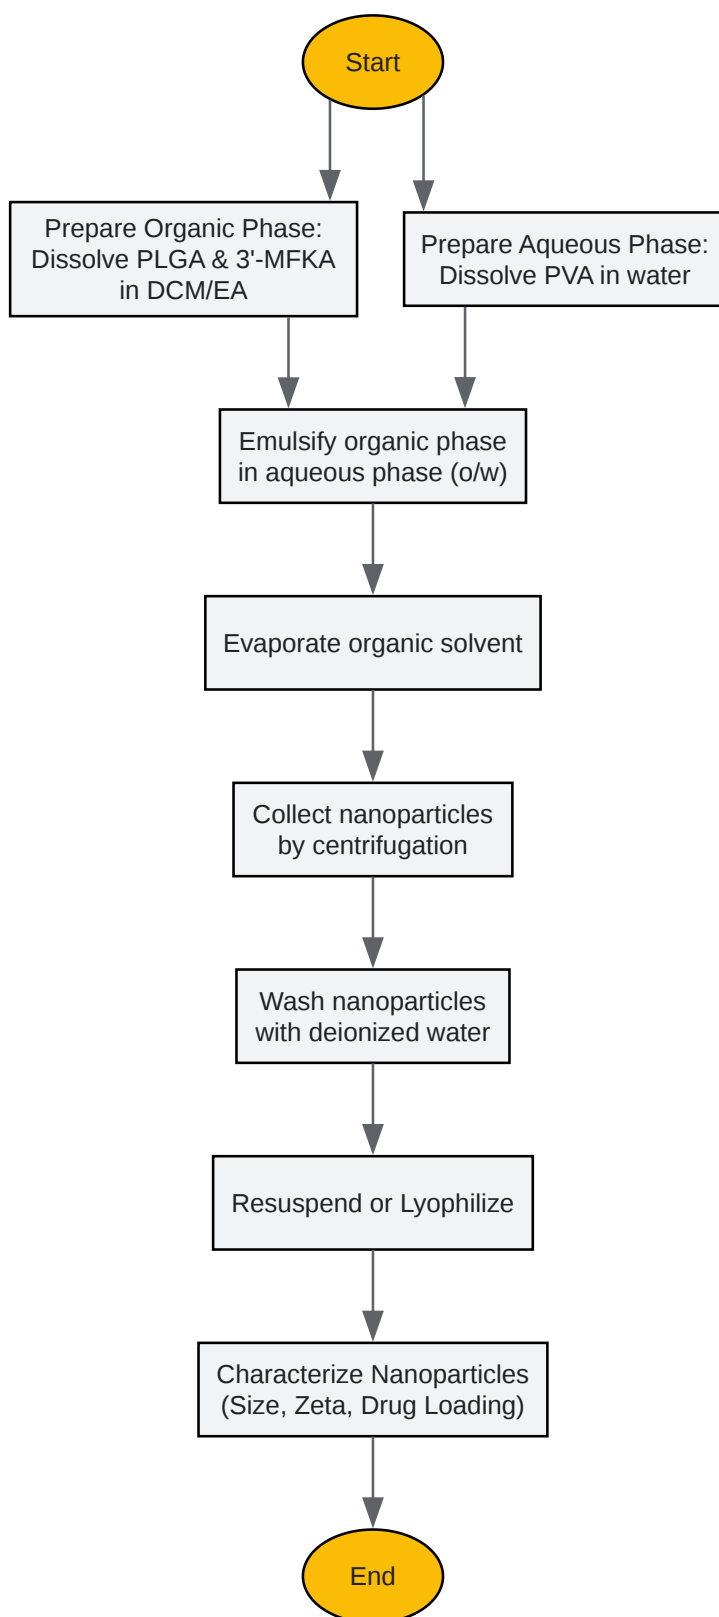 Start
Prepare Organic Phase:
Dissolve PLGA & 3'-MFKA
in DCM/EA
Prepare Aqueous Phase:
Dissolve PVA in water
Emulsify organic phase
in aqueous phase (o/w)
Evaporate organic solvent
Collect nanoparticles
by centrifugation
Wash nanoparticles
with deionized water
Resuspend or Lyophilize
Characterize Nanoparticles
(Size, Zeta, Drug Loading)
End